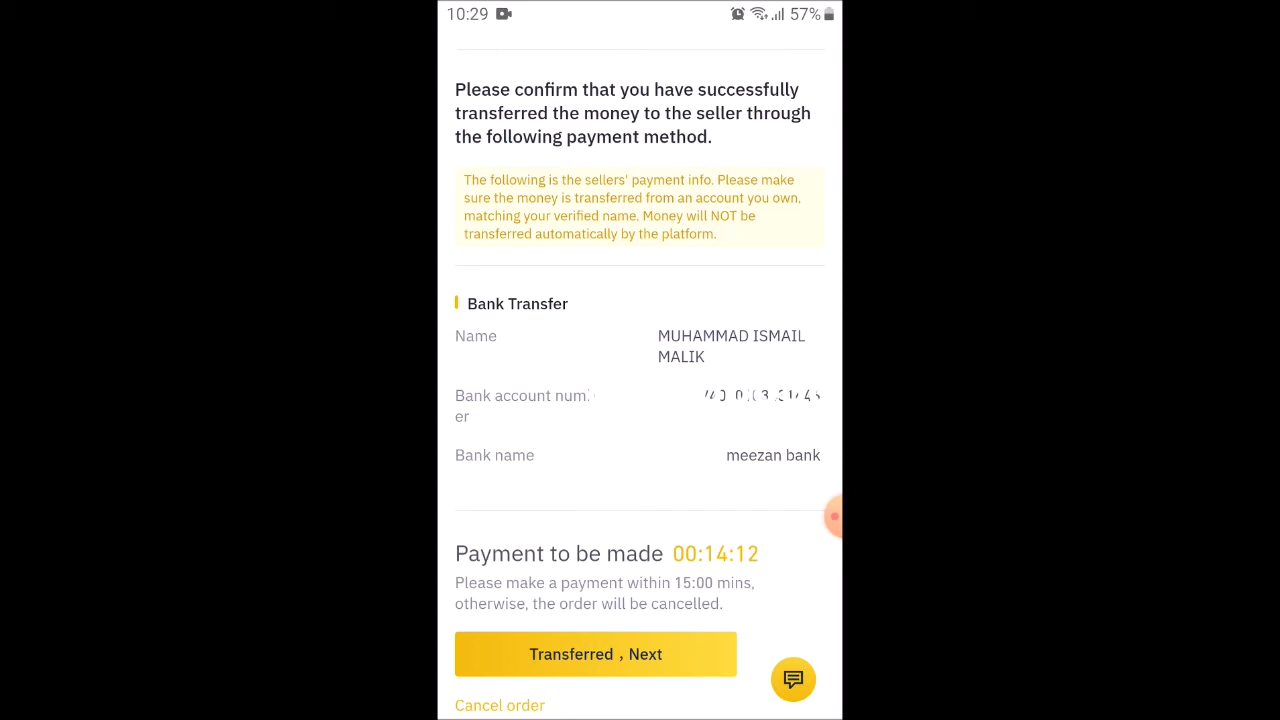 10:29
57%
Please confirm that you have successfully
transferred the money to the seller through
the following payment method.
The following is the sellers' payment info. Please make
sure the money is transferred from an account you own,
matching your verified name. Money will NOT be
transferred automatically by the platform.
Bank Transfer
Name
MUHAMMAD ISMAIL
MALIK
Bank account num
er
Bank name
meezan bank
Payment to be made 00:14:12
Please make a payment within 15:00 mins,
otherwise, the order will be cancelled.
Transferred , Next
Cancel order